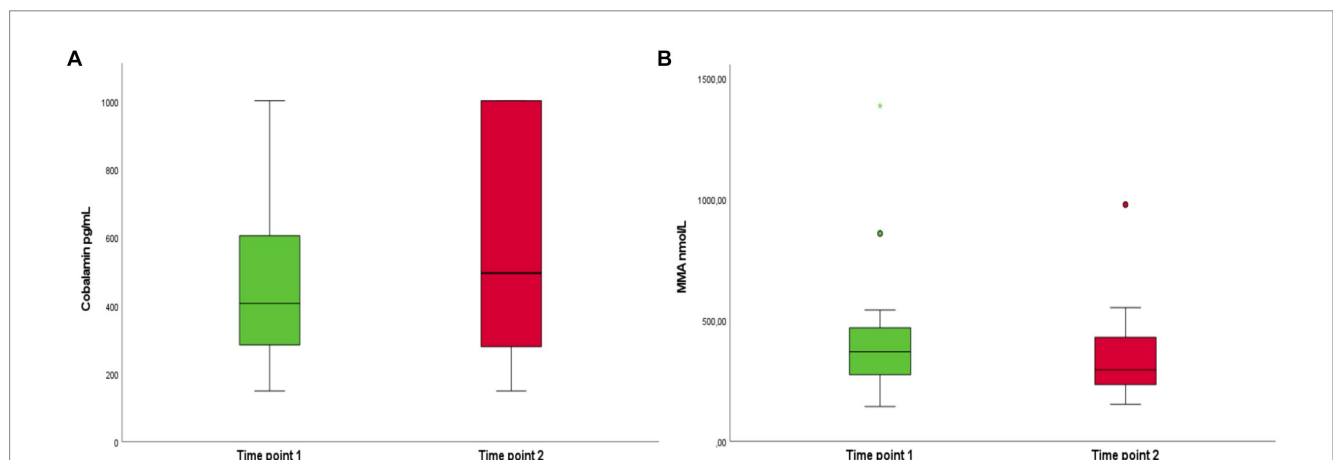 A
Cobalamin pg/mL
1000
800
600
400
200
0
Time point 1
Time point 2
B
MMA nmol/L
1500,00
1000,00
500,00
,00
Time point 1
Time point 2